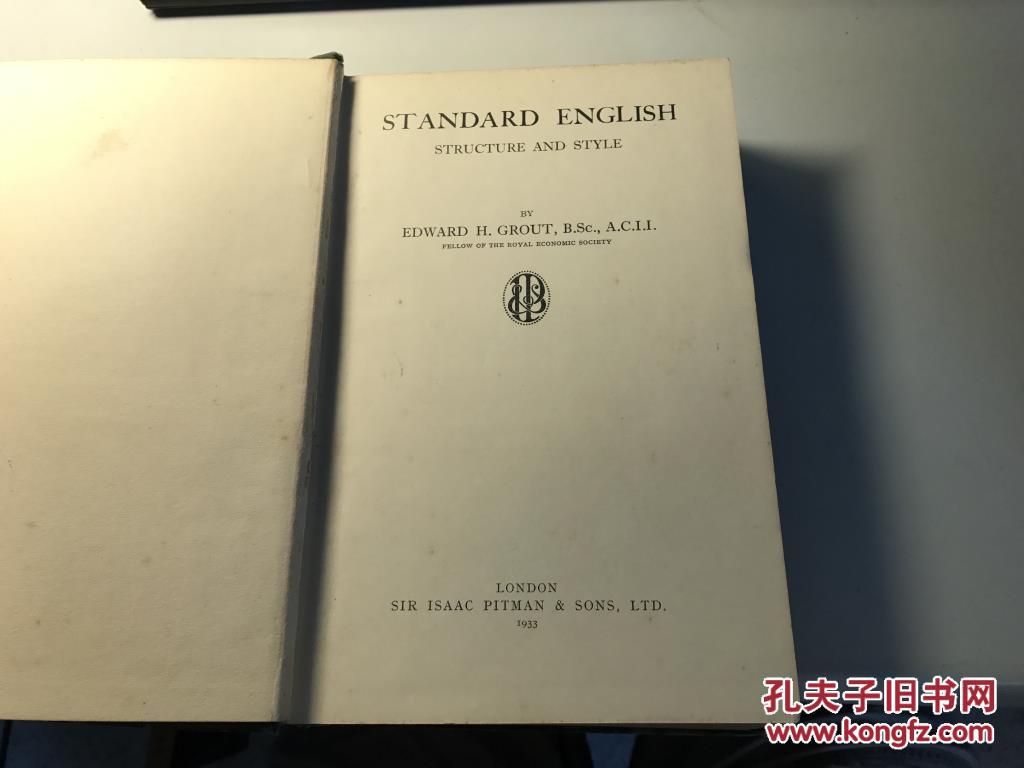 STANDARD ENGLISH
STRUCTURE AND STYLE
BY
EDWARD H. GROUT, B.Sc., A.C.I.I.
FELLOW OF THE ROYAL ECONOMIC SOCIETY
LONDON
SIR ISAAC PITMAN & SONS, LTD.
1933
孔夫子旧书网
www.kongfz.com